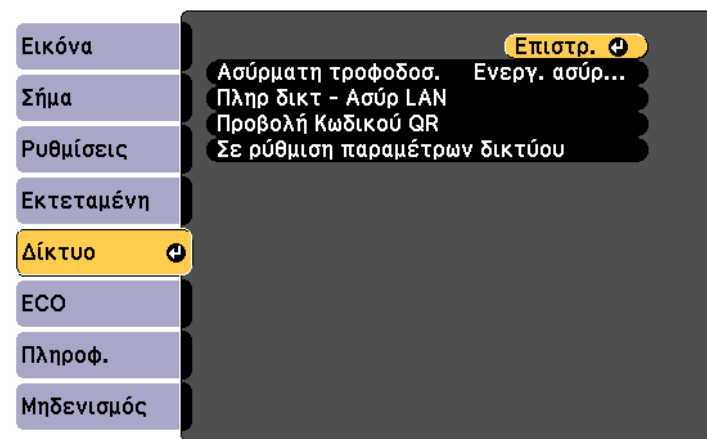 Εικόνα
Σήμα
Ρυθμίσεις
Εκτεταμένη
Δίκτυο
ECO
Πληροφ.
Μηδενισμός
Επιστρ.
Ασύρματη τροφοδοσ. Ενεργ. ασύρ...
Πληρ δικτ - Ασύρ LAN
Προβολή Κωδικού QR
Σε ρύθμιση παραμέτρων δικτύου